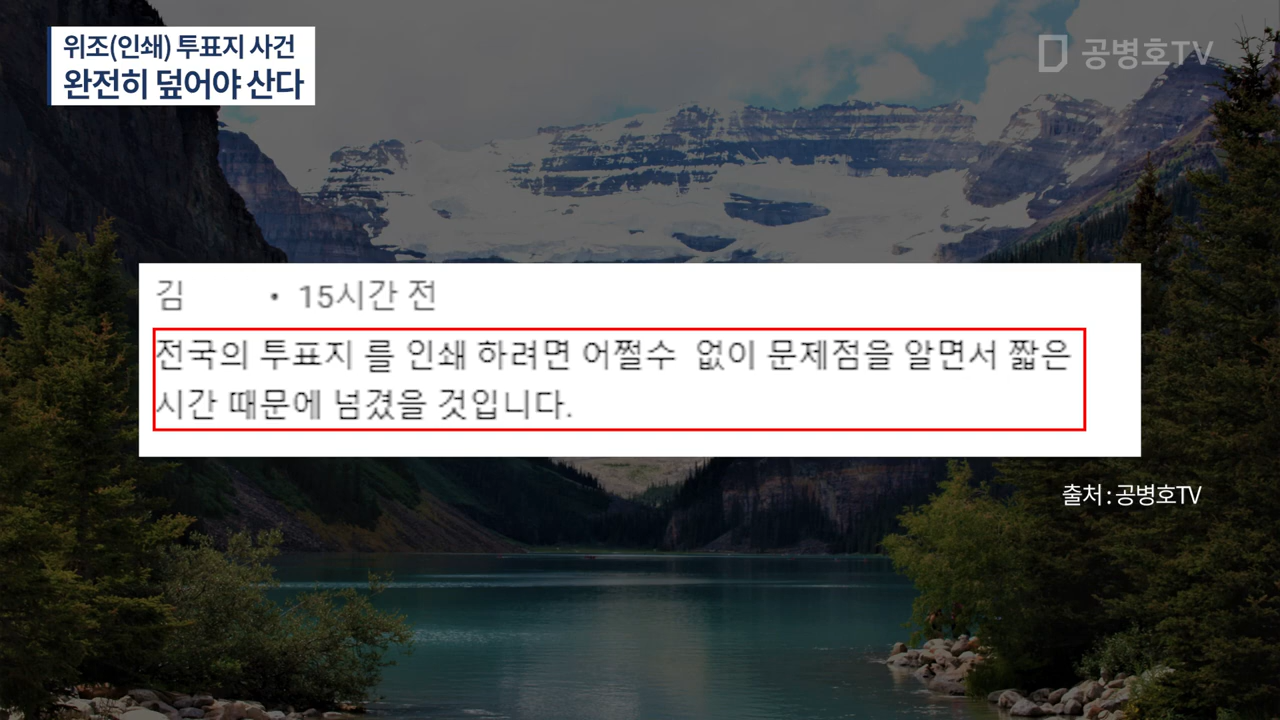 위조(인쇄) 투표지 사건
완전히 덮어야 산다
공병호TV
김 • 15시간 전
전국의 투표지 를 인쇄 하려면 어쩔수 없이 문제점을 알면서 짧은
시간 때문에 넘겼을 것입니다.
출처 : 공병호TV